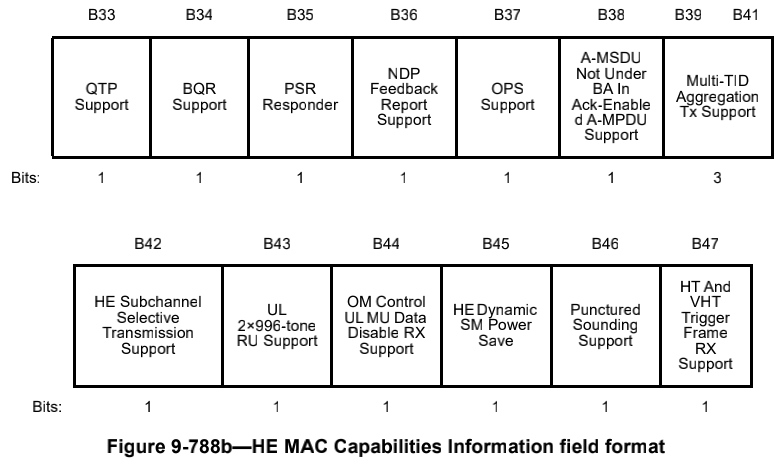 B33 B34 B35 B36 B37 B38 B39 B41
QTP
Support
BQR
Support
PSR
Responder
NDP
Feedback
Report
Support
OPS
Support
A-MSDU
Not Under
BA In
Ack-Enable
d A-MPDU
Support
Multi-TID
Aggregation
Tx Support
Bits: 1 1 1 1 1 1 3
B42 B43 B44 B45 B46 B47
HE Subchannel
Selective
Transmission
Support
UL
2×996-tone
RU Support
OM Control
UL MU Data
Disable RX
Support
HE Dynamic
SM Power
Save
Punctured
Sounding
Support
HT And
VHT
Trigger
Frame
RX
Support
Bits: 1 1 1 1 1 1
Figure 9-788b—HE MAC Capabilities Information field format